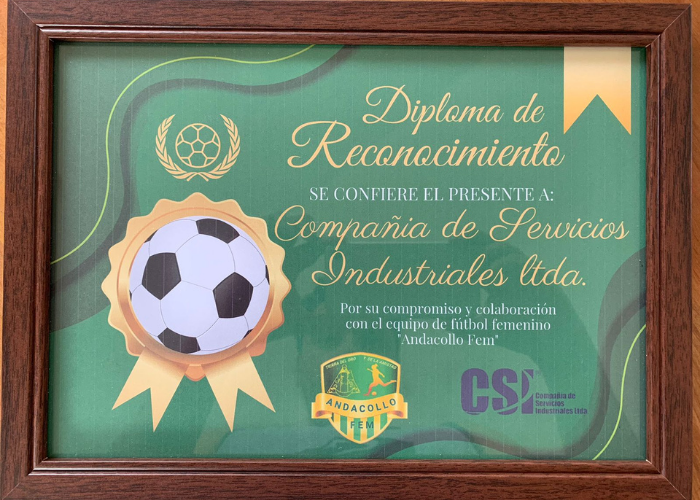 Diploma de
Reconocimiento
SE CONFIERE EL PRESENTE A:
Compañia de Servicios
Industriales ltda.
Por su compromiso y colaboración
con el equipo de fútbol femenino
"Andacollo Fem"
ANDACOLLO
FEM
CSI
Compañia de
Servicios
Industriales ltda